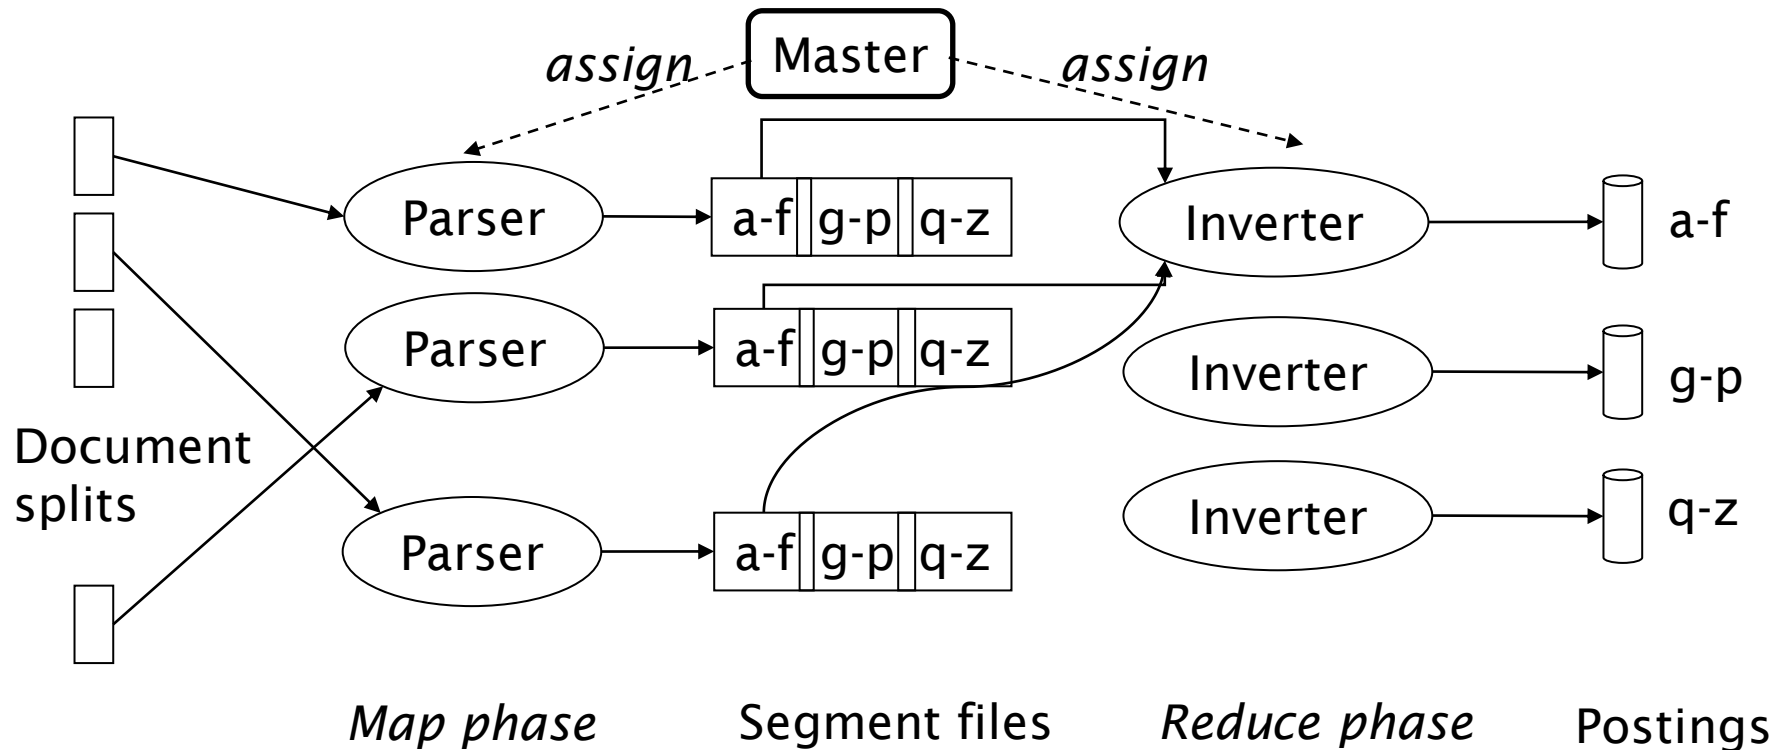 Master
assign
assign
Parser
a-f g-p q-z
Inverter
a-f
Parser
a-f g-p q-z
Inverter
g-p
Document
splits
Parser
a-f g-p q-z
Inverter
q-z
Map phase
Segment files
Reduce phase
Postings